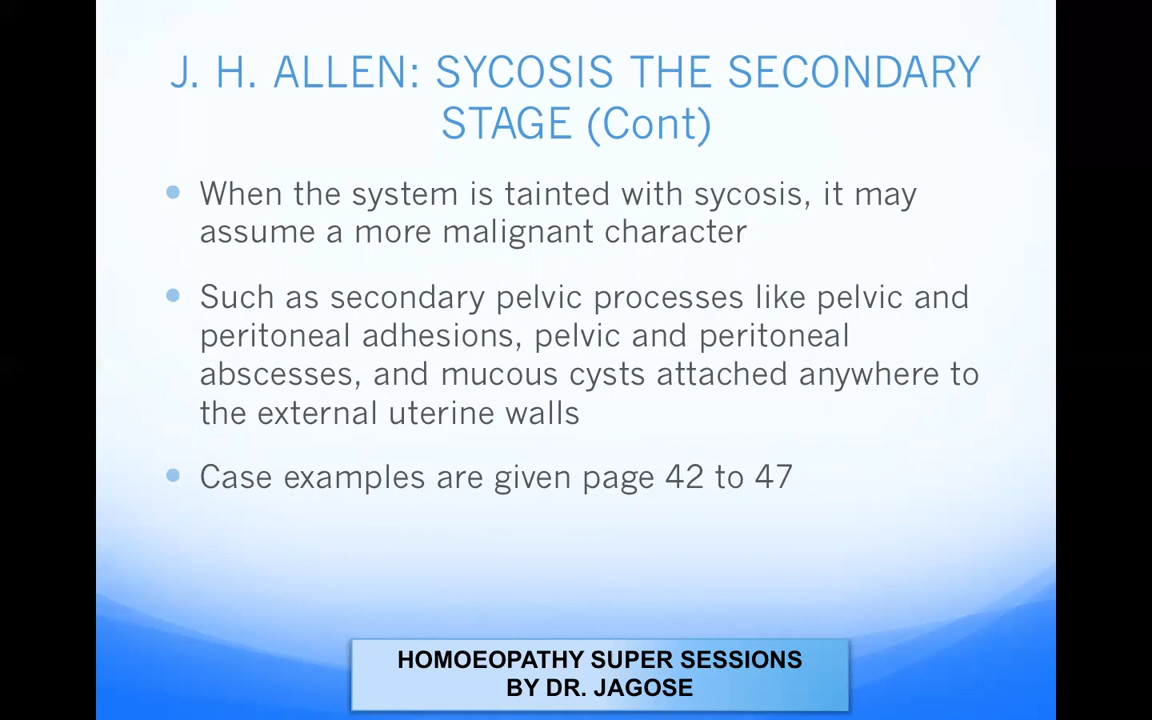 J. H. ALLEN: SYCOSIS THE SECONDARY
STAGE (Cont)
When the system is tainted with sycosis, it may
assume a more malignant character
Such as secondary pelvic processes like pelvic and
peritoneal adhesions, pelvic and peritoneal
abscesses, and mucous cysts attached anywhere to
the external uterine walls
Case examples are given page 42 to 47
HOMOEOPATHY SUPER SESSIONS
BY DR. JAGOSE